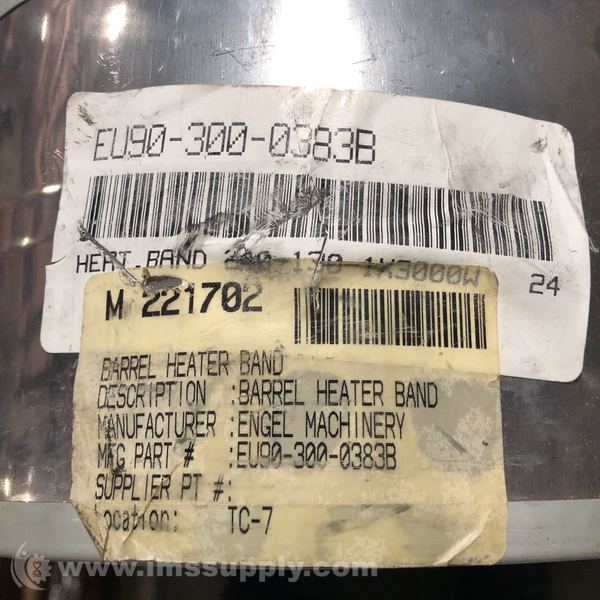 EU90-300-0383B
HEAT-BAND 1X3000W
24
M 221702
BARREL HEATER BAND
DESCRIPTION :BARREL HEATER BAND
MANUFACTURER :ENGEL MACHINERY
MFG PART # :EU90-300-0383B
SUPPLIER PT #:
Location: TC-7
www.imssupply.com